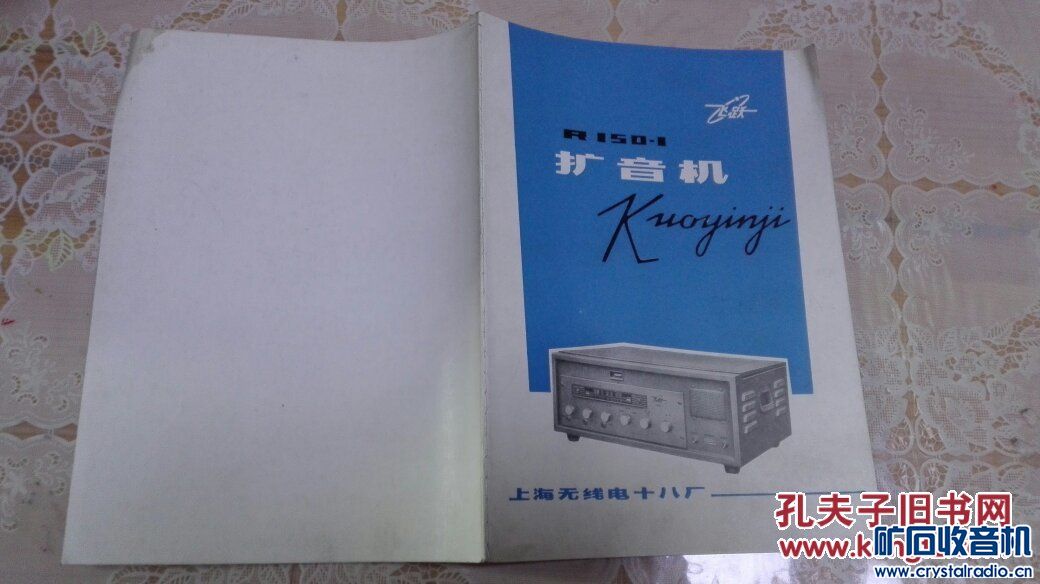 飞跃
R150-1
扩音机
Kuoyinji
上海无线电十八厂
孔夫子旧书网
矿石收音机
www.crystalradio.cn